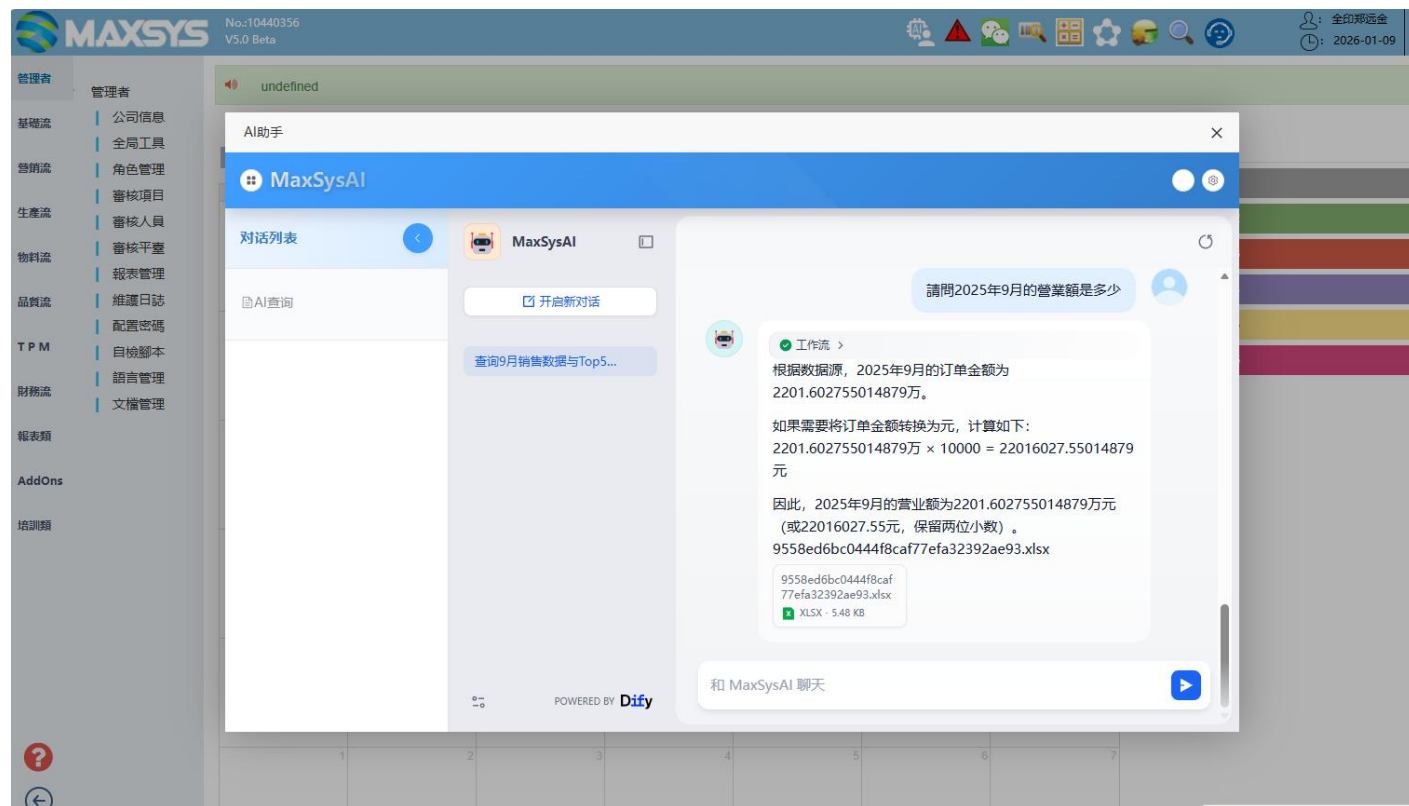 MAXSYS
No.:10440356
V5.0 Beta
全印郑远金
2026-01-09
管理者
基礎流
營銷流
生產流
物料流
品質流
TPM
財務流
報表類
AddOns
培訓類
管理者
公司信息
全局工具
角色管理
審核項目
審核人員
審核平臺
報表管理
維護日誌
配置密碼
自檢腳本
語言管理
文檔管理
undefined
AI助手
MaxSysAI
对话列表
AI查询
MaxSysAI
开启新对话
查询9月销售数据与Top5...
POWERED BY Dify
請問2025年9月的營業額是多少
工作流
根据数据源，2025年9月的订单金额为
2201.602755014879万。
如果需要将订单金额转换为元，计算如下：
2201.602755014879万 × 10000 = 22016027.55014879
元
因此，2025年9月的营业额为2201.602755014879万元
（或22016027.55元，保留两位小数）。
9558ed6bc0444f8caf77efa32392ae93.xlsx
9558ed6bc0444f8caf
77efa32392ae93.xlsx
XLSX · 5.48 KB
和 MaxSysAI 聊天
1 2 3 4 5 6 7